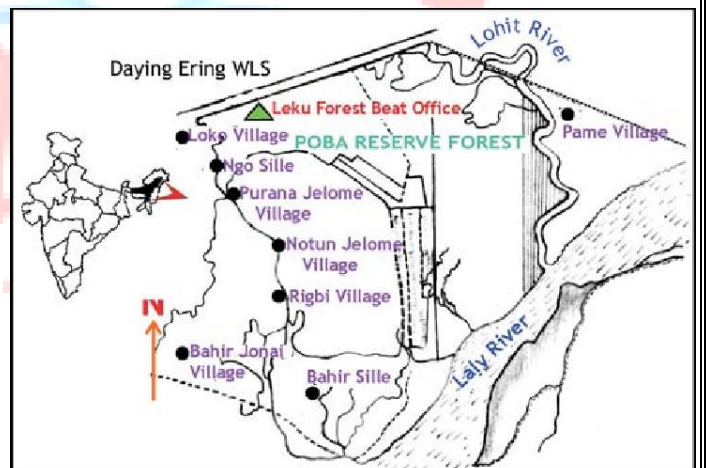 Lohit River
Daying Ering WLS
Leku Forest Beat Office
Pame Village
Loko Village
POBA RESERVE FOREST
Ngo Sille
Purana Jelome
Village
Notun Jelome
Village
Rigbi Village
N
Bahir Jonai
Village
Bahir Sille
Laly River